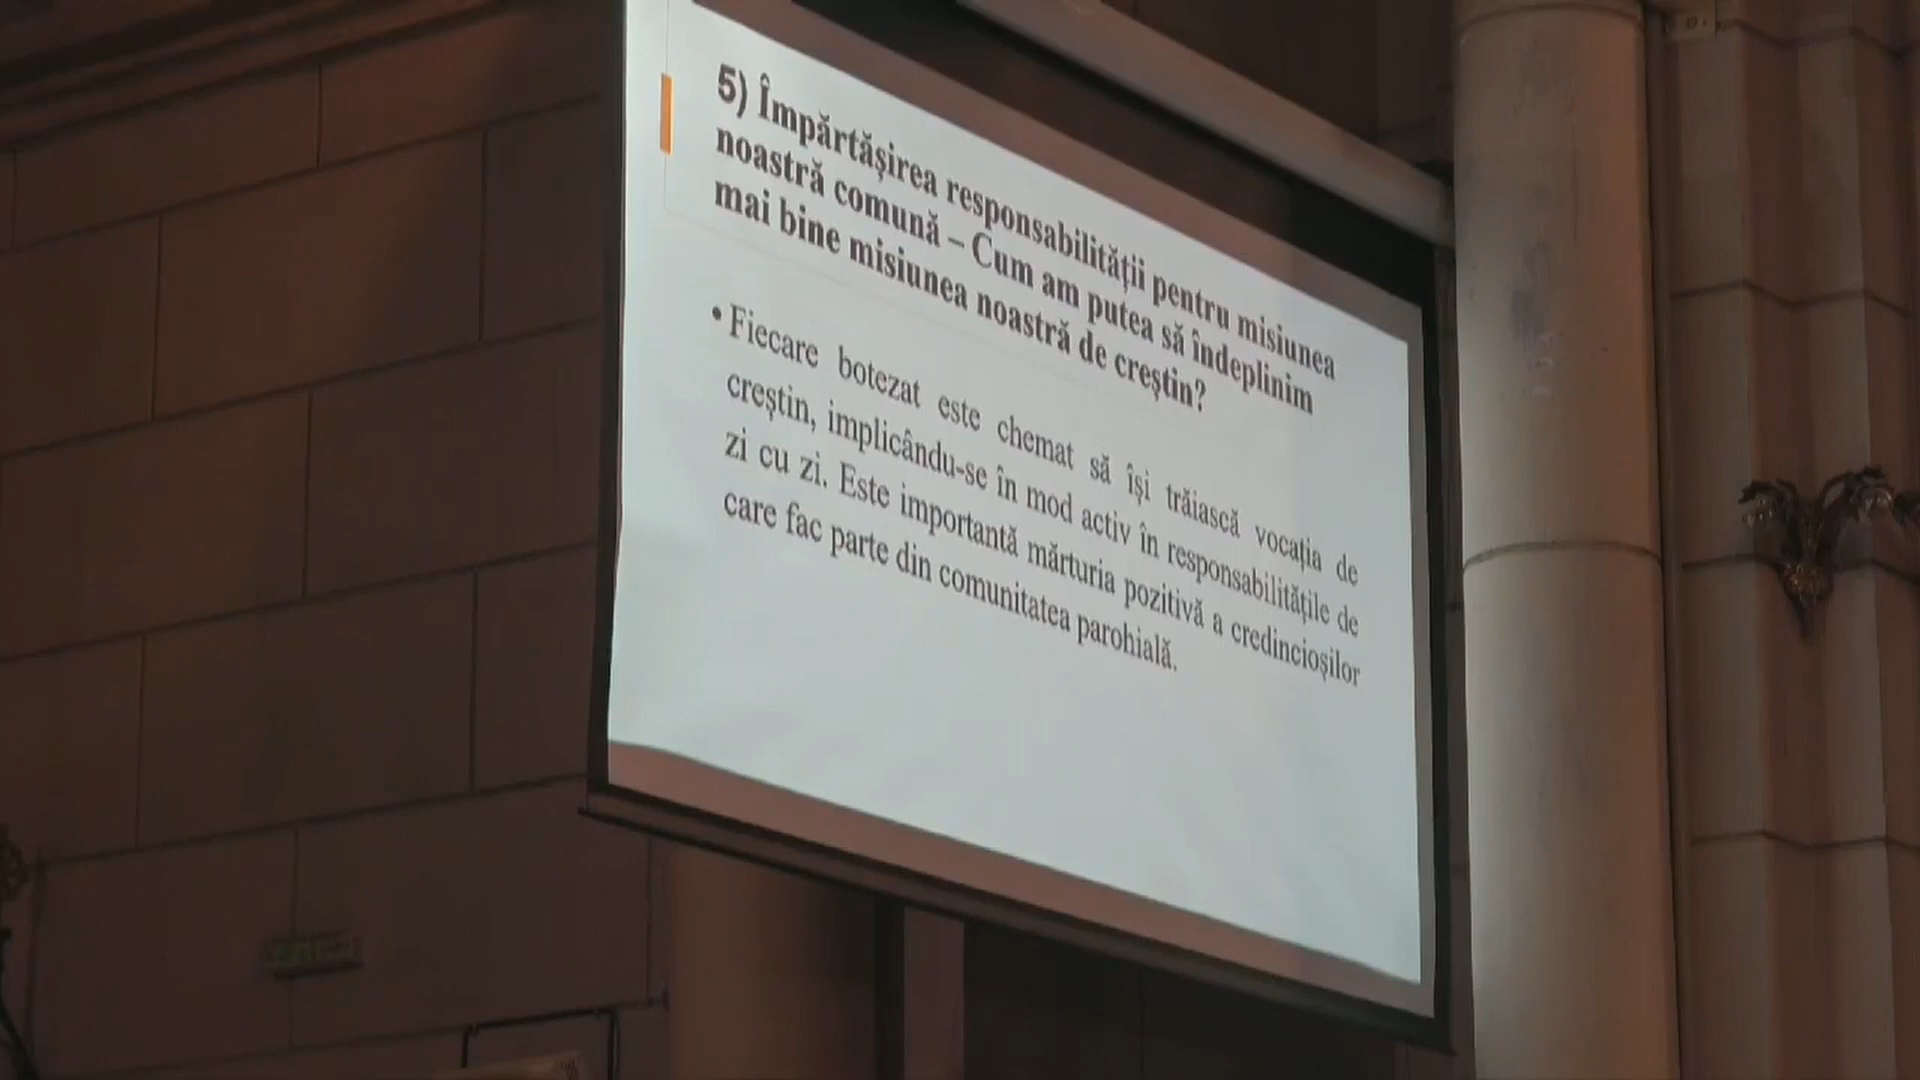 5) Împărtășirea responsabilității pentru misiunea
noastră comună – Cum am putea să îndeplinim
mai bine misiunea noastră de creștin?
• Fiecare botezat este chemat să își trăiască vocația de
creștin, implicându-se în mod activ în responsabilitățile de
zi cu zi. Este importantă mărturia pozitivă a credincioșilor
care fac parte din comunitatea parohială.